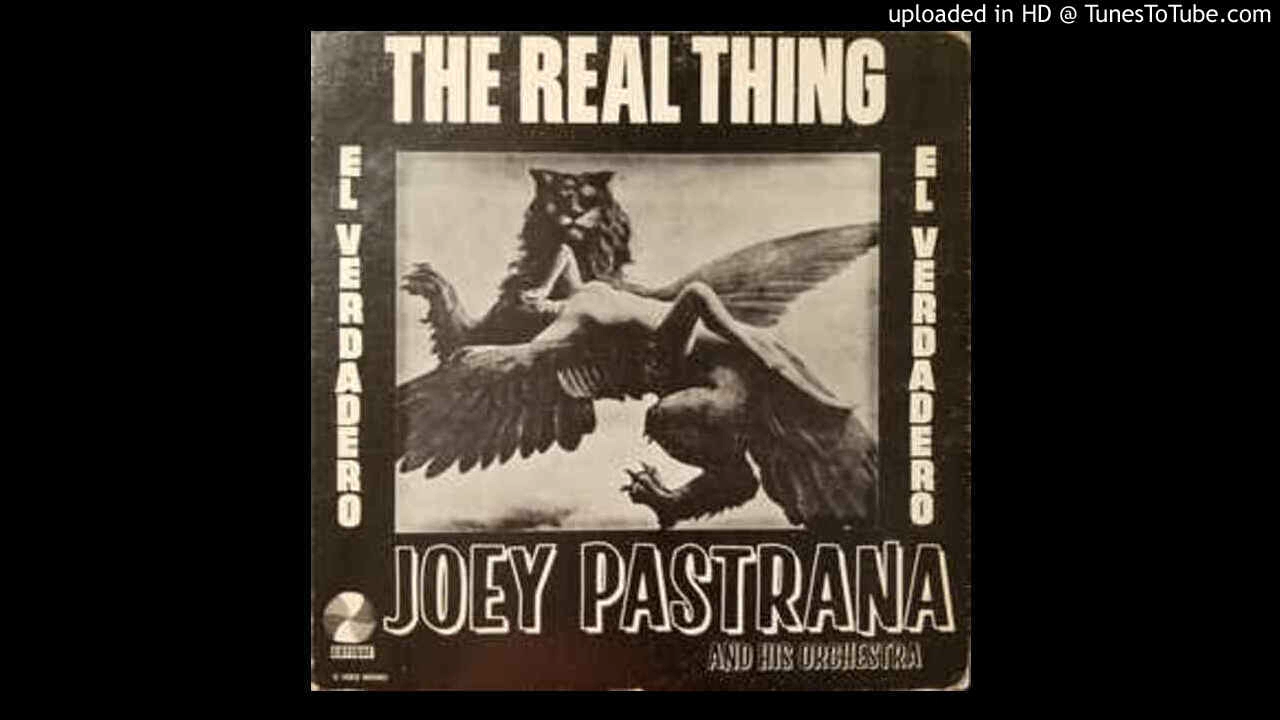 uploaded in HD @ TunesToTube.com
THE REAL THING
EL VERDADERO
EL VERDADERO
JOEY PASTRANA
AND HIS ORCHESTRA